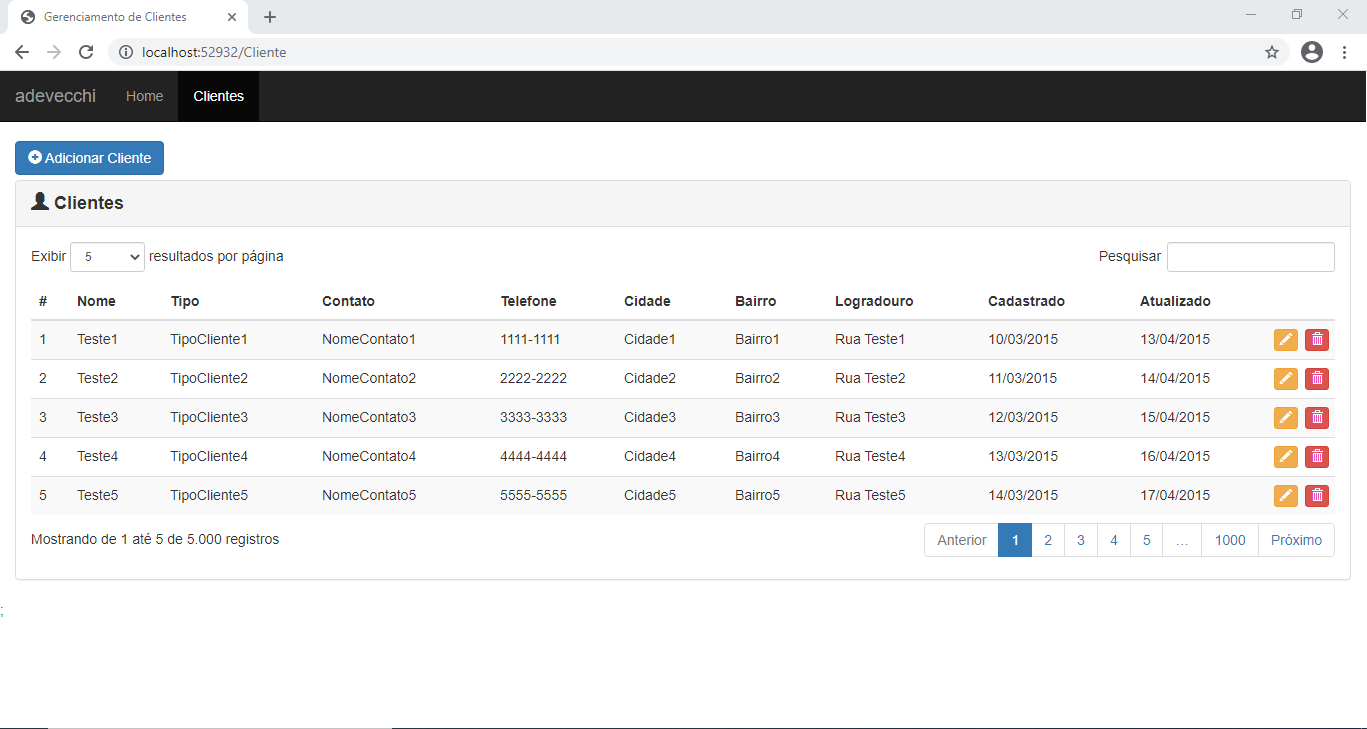 Gerenciamento de Clientes
localhost:52932/Cliente
adevecchi Home Clientes
Adicionar Cliente
Clientes
Exibir 5 resultados por página Pesquisar
# Nome Tipo Contato Telefone Cidade Bairro Logradouro Cadastrado Atualizado
1 Teste1 TipoCliente1 NomeContato1 1111-1111 Cidade1 Bairro1 Rua Teste1 10/03/2015 13/04/2015
2 Teste2 TipoCliente2 NomeContato2 2222-2222 Cidade2 Bairro2 Rua Teste2 11/03/2015 14/04/2015
3 Teste3 TipoCliente3 NomeContato3 3333-3333 Cidade3 Bairro3 Rua Teste3 12/03/2015 15/04/2015
4 Teste4 TipoCliente4 NomeContato4 4444-4444 Cidade4 Bairro4 Rua Teste4 13/03/2015 16/04/2015
5 Teste5 TipoCliente5 NomeContato5 5555-5555 Cidade5 Bairro5 Rua Teste5 14/03/2015 17/04/2015
Mostrando de 1 até 5 de 5.000 registros Anterior 1 2 3 4 5 … 1000 Próximo
;